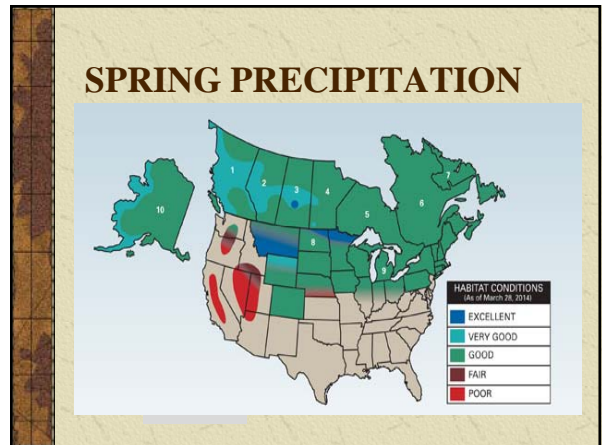 SPRING PRECIPITATION
1
2
3
4
5
6
7
8
9
10
HABITAT CONDITIONS
(As of March 28, 2014)
EXCELLENT
VERY GOOD
GOOD
FAIR
POOR